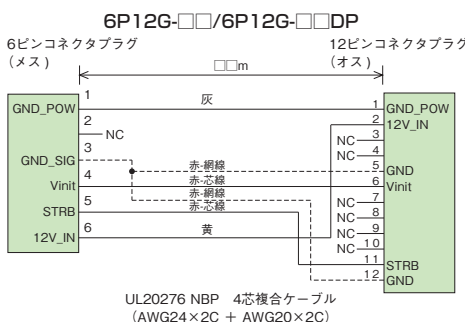 6P12G-□□/6P12G-□□DP
6ピンコネクタプラグ
（メス）
12ピンコネクタプラグ
（オス）
□□m
GND_POW
GND_SIG
Vinit
STRB
12V_IN
1
2
NC
3
4
5
6
灰
赤-網線
赤-芯線
赤-網線
赤-芯線
黄
1
2
NC 3
NC 4
5
6
NC 7
NC 8
NC 9
NC 10
11
12
GND_POW
12V_IN
GND
Vinit
STRB
GND
UL20276 NBP　4芯複合ケーブル
（AWG24×2C ＋ AWG20×2C）